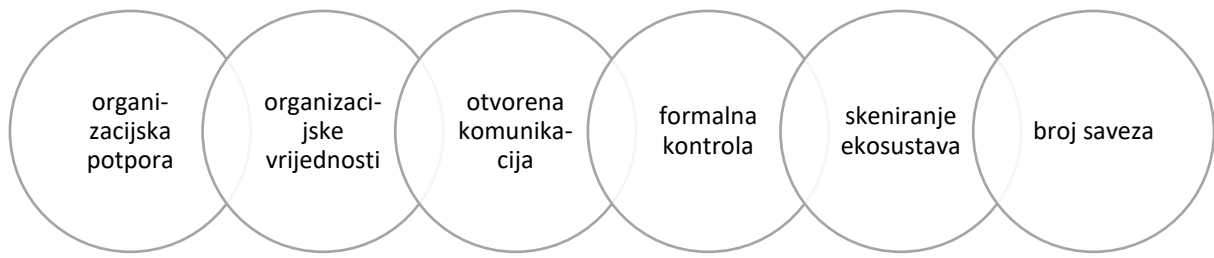 organi-
zacijska
potpora
organizaci-
jske
vrijednosti
otvorena
komunika-
cija
formalna
kontrola
skeniranje
ekosustava
broj saveza